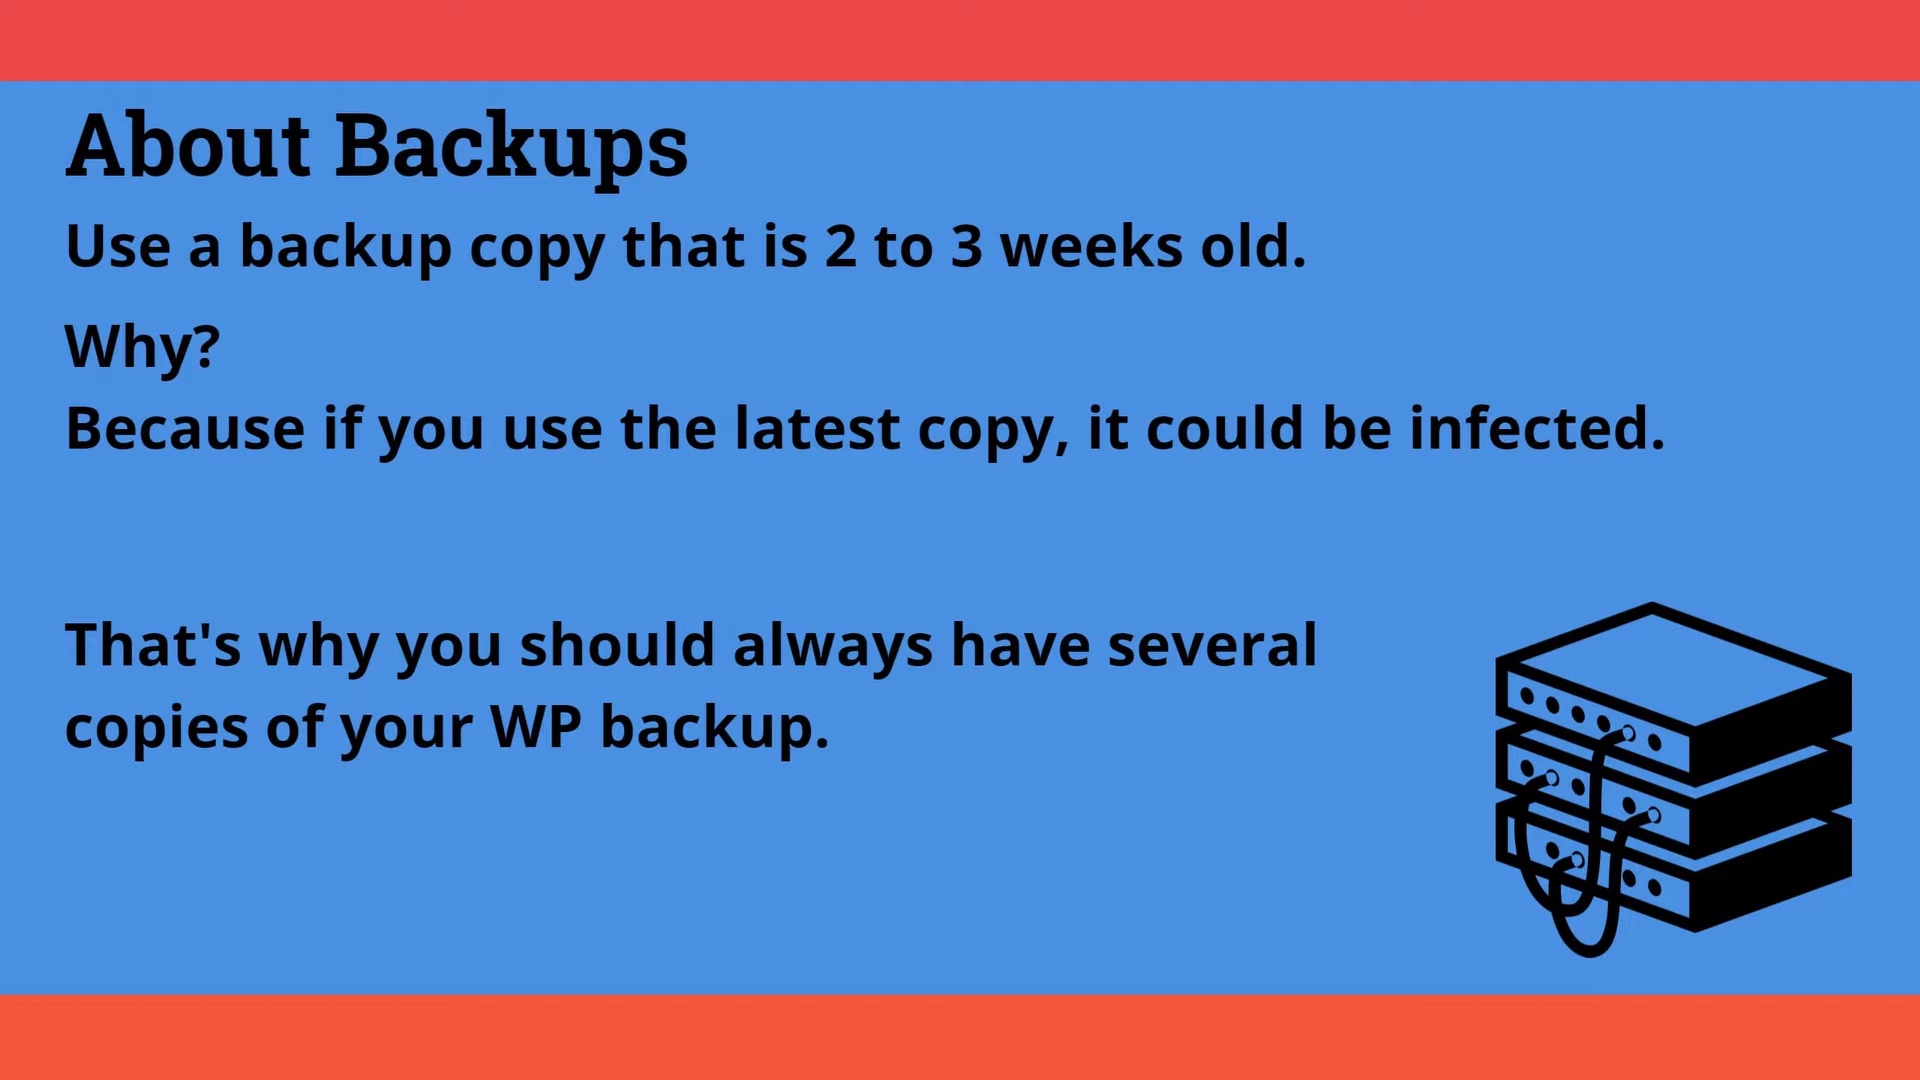 About Backups
Use a backup copy that is 2 to 3 weeks old.
Why?
Because if you use the latest copy, it could be infected.
That's why you should always have several
copies of your WP backup.